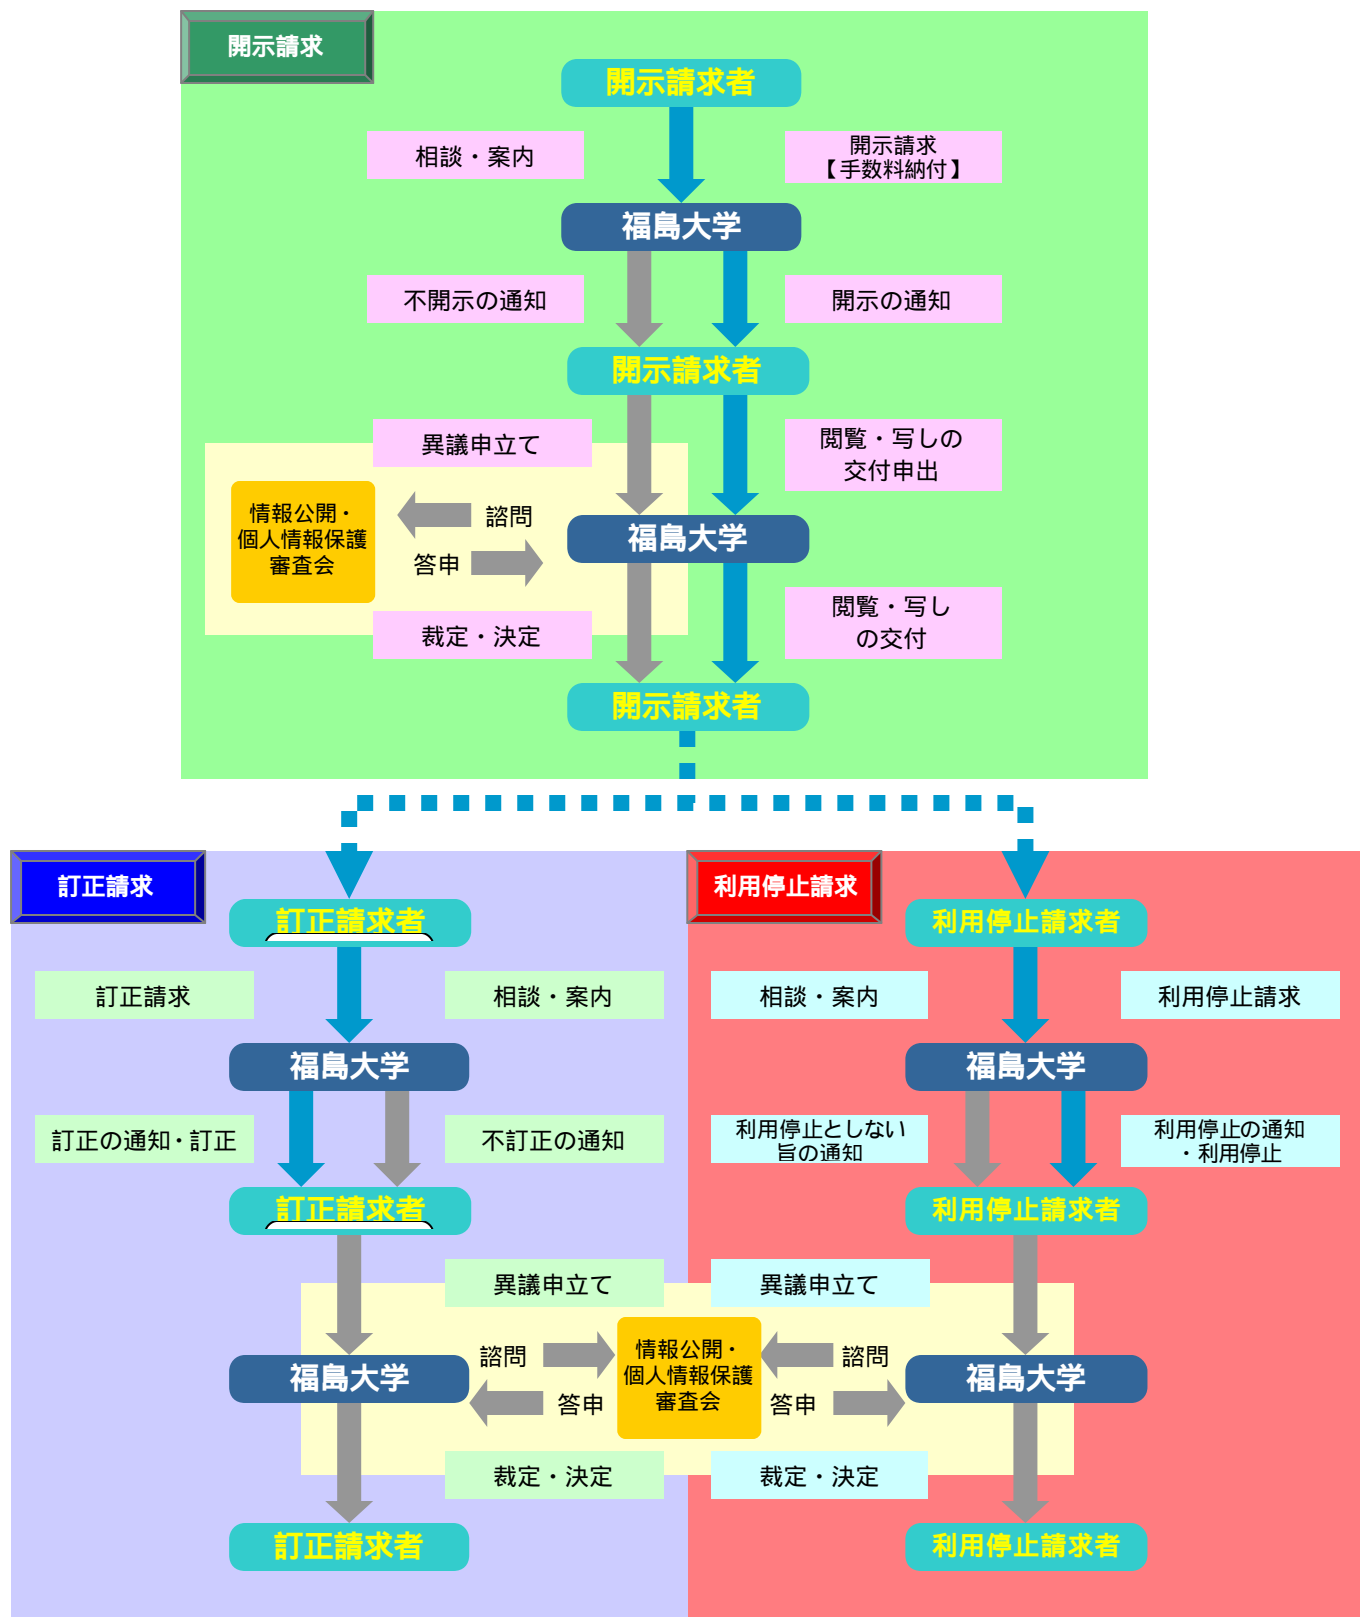 開示請求
開示請求者
相談・案内
開示請求
【手数料納付】
福島大学
不開示の通知
開示の通知
開示請求者
異議申立て
閲覧・写しの
交付申出
情報公開・
個人情報保護
審査会
諮問
答申
福島大学
裁定・決定
閲覧・写し
の交付
開示請求者
訂正請求
訂正請求者
訂正請求
相談・案内
福島大学
訂正の通知・訂正
不訂正の通知
訂正請求者
異議申立て
福島大学
諮問
答申
裁定・決定
訂正請求者
情報公開・
個人情報保護
審査会
利用停止請求
利用停止請求者
相談・案内
利用停止請求
福島大学
利用停止としない
旨の通知
利用停止の通知
・利用停止
利用停止請求者
異議申立て
諮問
答申
福島大学
裁定・決定
利用停止請求者